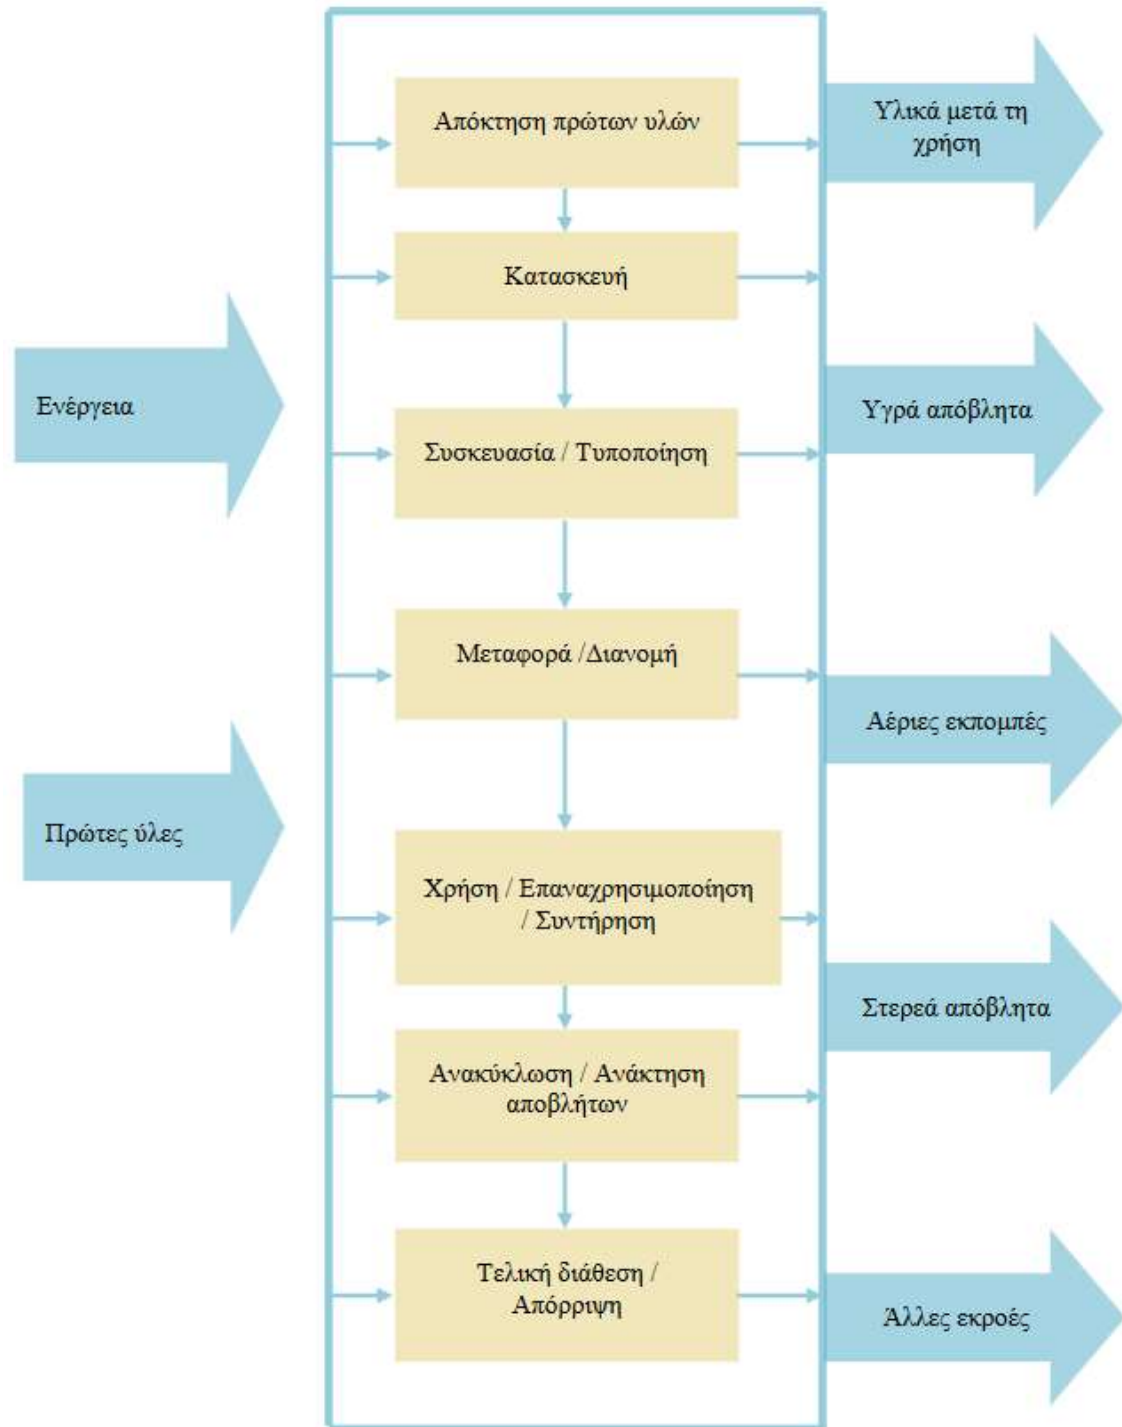 Ενέργεια
Πρώτες ύλες
Απόκτηση πρώτων υλών
Κατασκευή
Συσκευασία / Τυποποίηση
Μεταφορά /Διανομή
Χρήση / Επαναχρησιμοποίηση
/ Συντήρηση
Ανακύκλωση / Ανάκτηση
αποβλήτων
Τελική διάθεση /
Απόρριψη
Υλικά μετά τη
χρήση
Υγρά απόβλητα
Αέριες εκπομπές
Στερεά απόβλητα
Άλλες εκροές